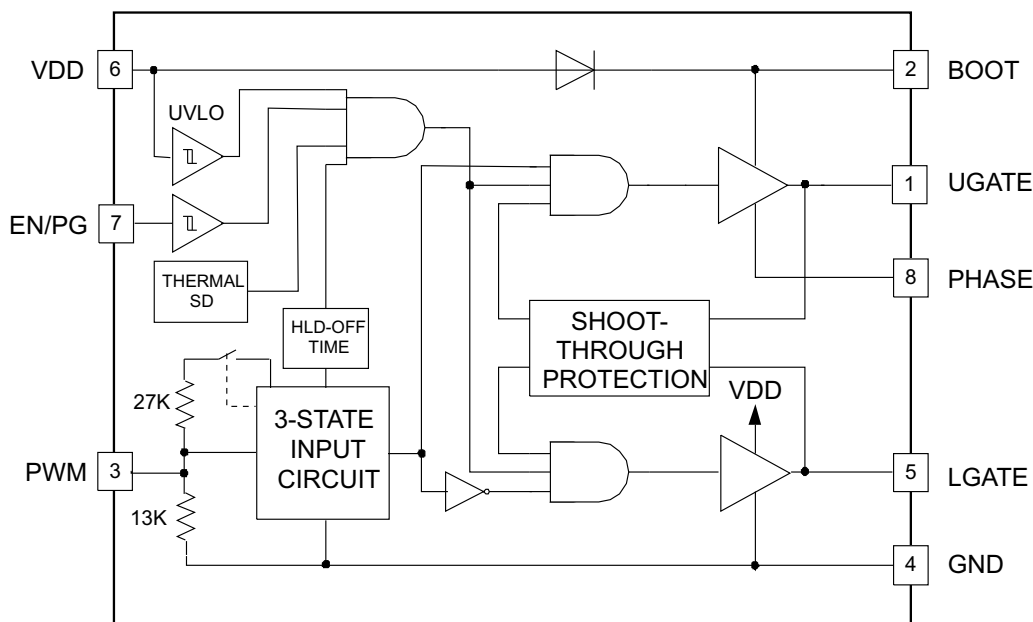 VDD
6
2
BOOT
UVLO
1
UGATE
EN/PG
7
THERMAL
SD
8
PHASE
HLD-OFF
TIME
SHOOT-
THROUGH
PROTECTION
27K
VDD
3-STATE
INPUT
CIRCUIT
PWM
3
5
LGATE
13K
4
GND